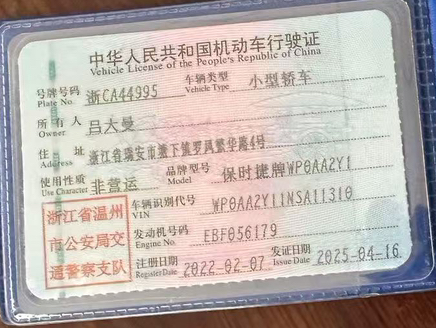 中华人民共和国机动车行驶证
Vehicle License of the People's Republic of China
号牌号码 Plate No. 浙CA44995 车辆类型 Vehicle Type 小型轿车
所有人 Owner 吕大曼
住址 Address 浙江省瑞安市塘下镇罗凤繁华路4号
使用性质 Use Character 非营运 品牌型号 Model 保时捷牌WP0AA2Y1
浙江省温州 车辆识别代号 VIN WP0AA2Y11NSA11310
市公安局交 发动机号码 Engine No. EBF056179
通警察支队 注册日期 Register Date 2022-02-07 发证日期 Issue Date 2025-04-16